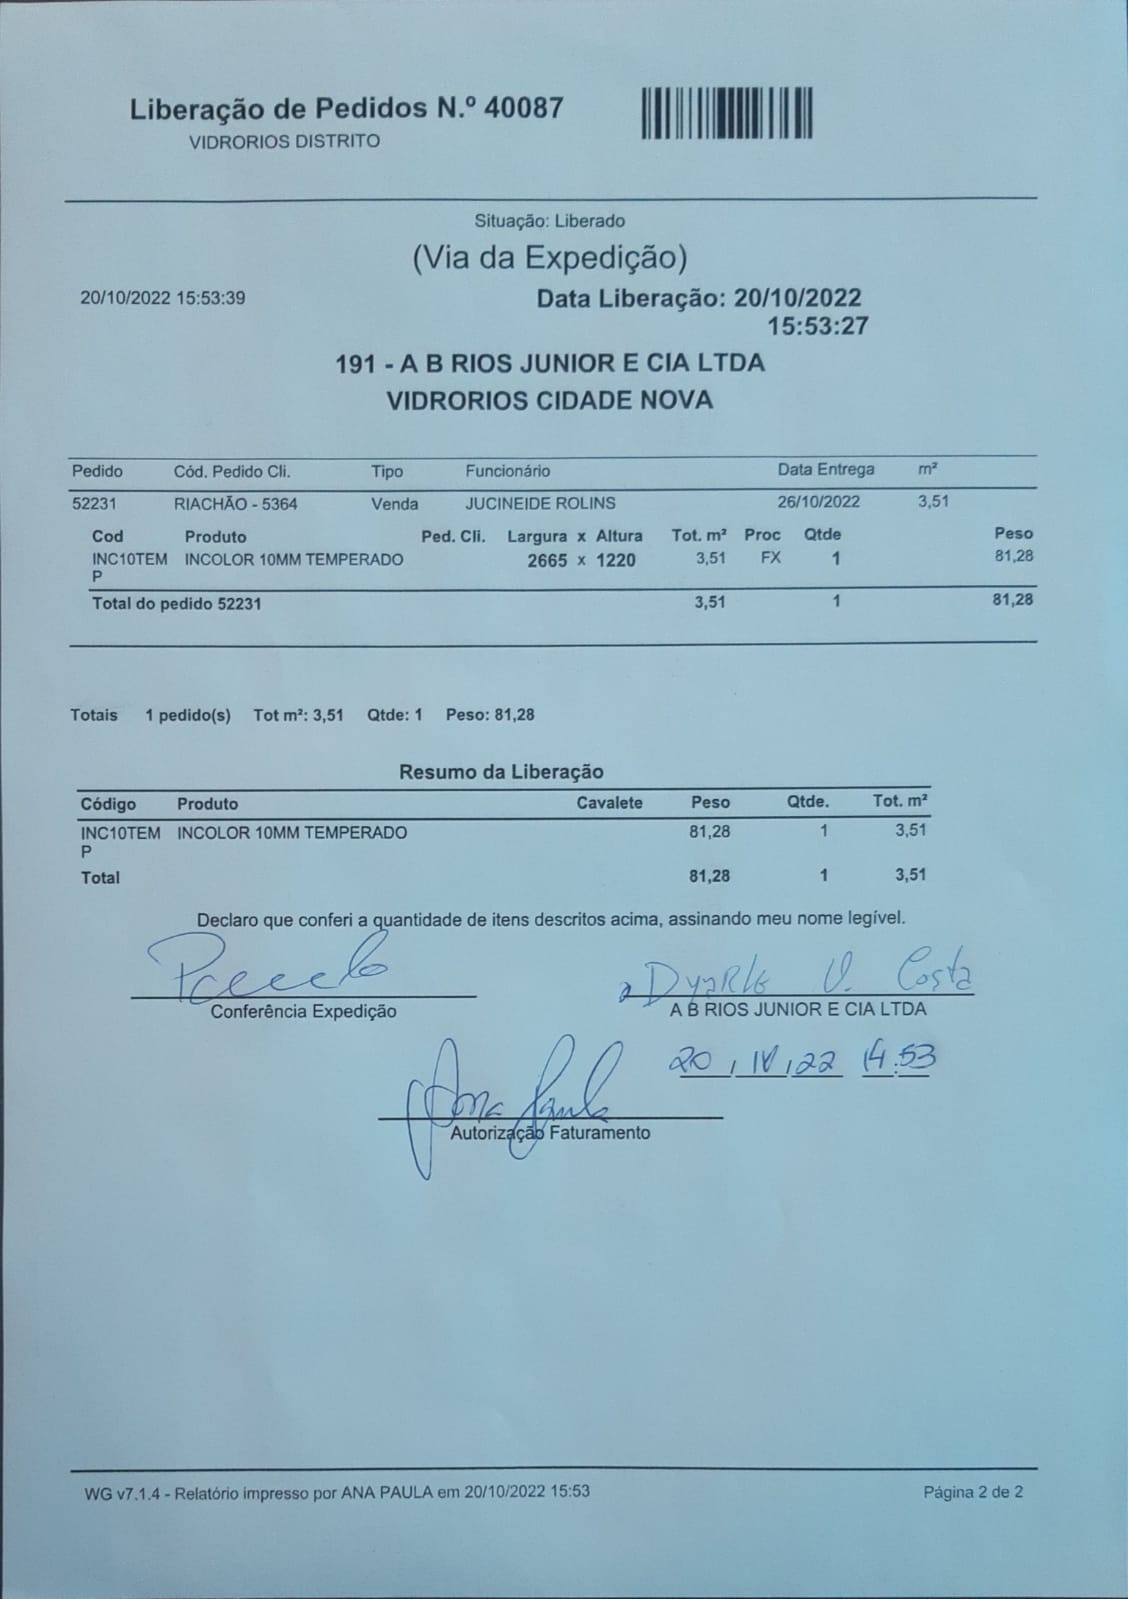 Liberação de Pedidos N.º 40087
VIDRORIOS DISTRITO
Situação: Liberado
(Via da Expedição)
20/10/2022 15:53:39 Data Liberação: 20/10/2022
15:53:27
191 - A B RIOS JUNIOR E CIA LTDA
VIDRORIOS CIDADE NOVA
Pedido Cód. Pedido Cli. Tipo Funcionário Data Entrega m²
52231 RIACHÃO - 5364 Venda JUCINEIDE ROLINS 26/10/2022 3,51
Cod Produto Ped. Cli. Largura x Altura Tot. m² Proc Qtde Peso
INC10TEM INCOLOR 10MM TEMPERADO 2665 x 1220 3,51 FX 1 81,28
P
Total do pedido 52231 3,51 1 81,28
Totais 1 pedido(s) Tot m²: 3,51 Qtde: 1 Peso: 81,28
Resumo da Liberação
Código Produto Cavalete Peso Qtde. Tot. m²
INC10TEM INCOLOR 10MM TEMPERADO 81,28 1 3,51
P
Total 81,28 1 3,51
Declaro que conferi a quantidade de itens descritos acima, assinando meu nome legível.
Costa
Conferência Expedição A B RIOS JUNIOR E CIA LTDA
Ana Paula
Autorização Faturamento
WG v7.1.4 - Relatório impresso por ANA PAULA em 20/10/2022 15:53 Página 2 de 2